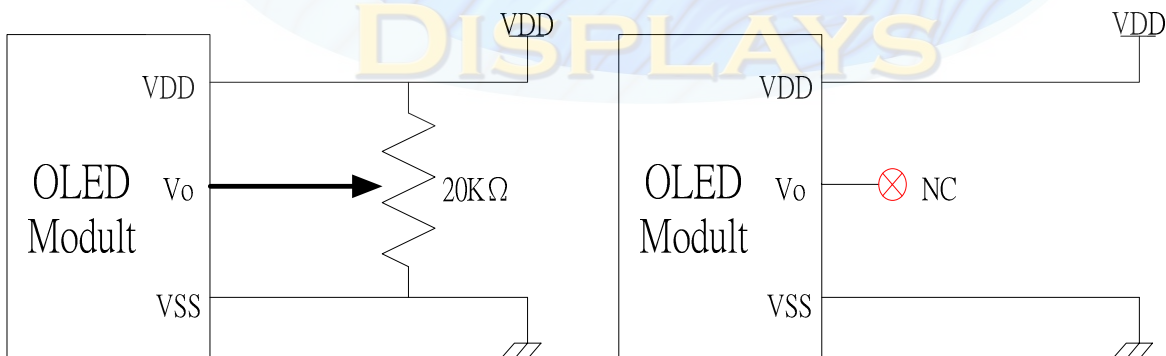 DISPLAYS
VDD
VDD
OLED
Modult
Vo
20KΩ
VSS
VDD
VDD
OLED
Modult
Vo
NC
VSS